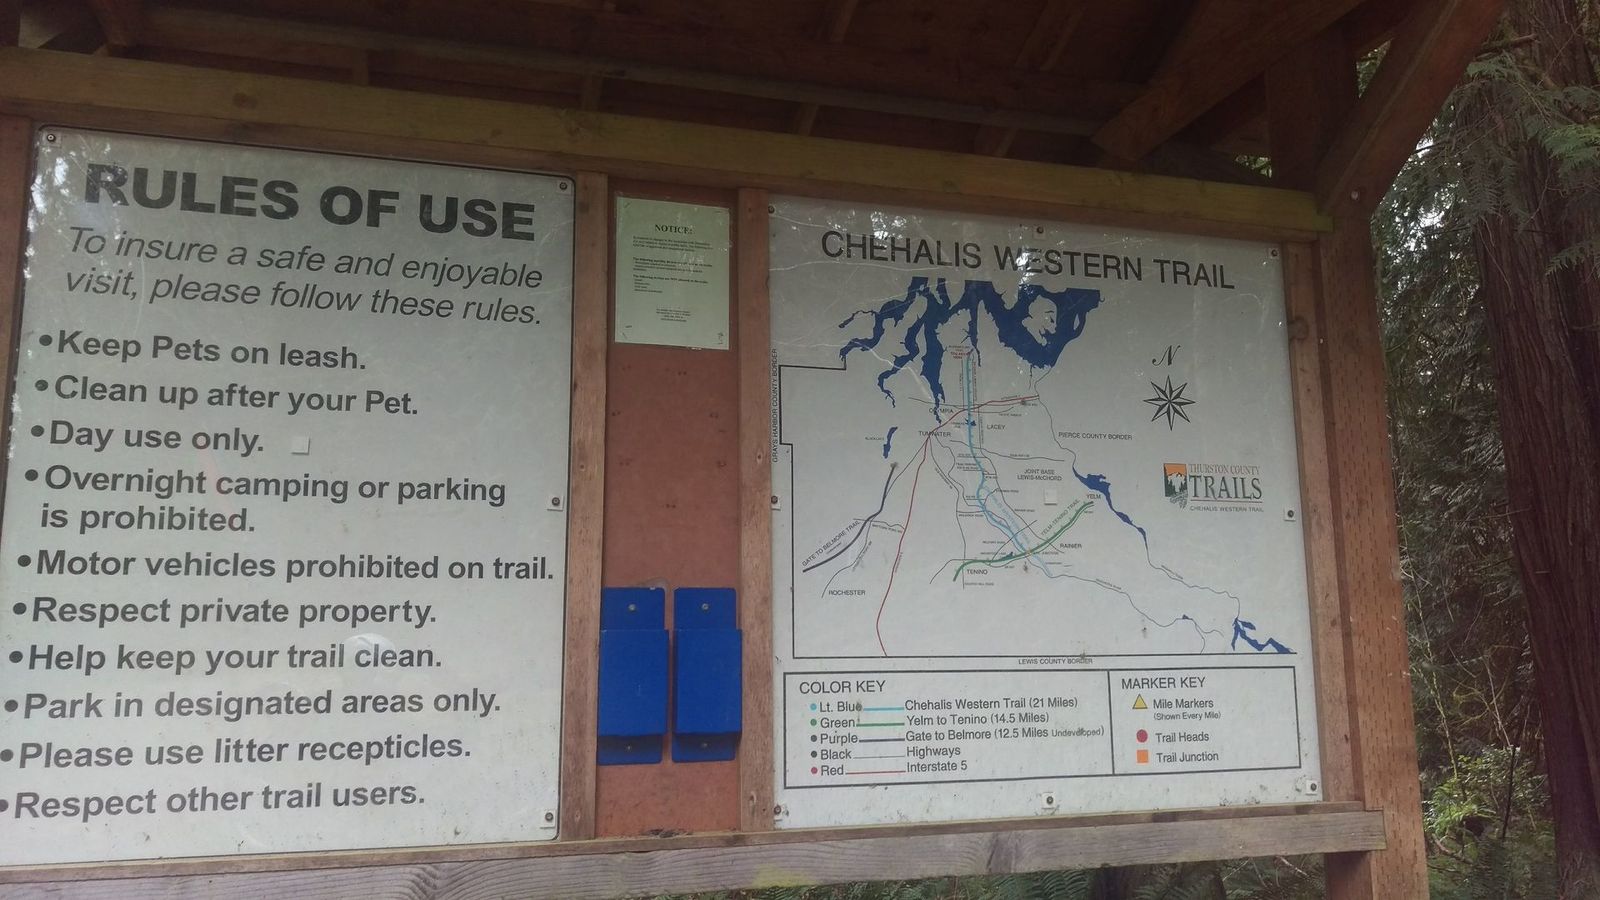 RULES OF USE
To insure a safe and enjoyable
visit, please follow these rules.
•Keep Pets on leash.
•Clean up after your Pet.
•Day use only.
•Overnight camping or parking
is prohibited.
•Motor vehicles prohibited on trail.
•Respect private property.
•Help keep your trail clean.
•Park in designated areas only.
•Please use litter recepticles.
•Respect other trail users.
NOTICE:
CHEHALIS WESTERN TRAIL
N
GRAYS HARBOR COUNTY BORDER
OLYMPIA
LACEY
TUMWATER
BLACK LAKE
PIERCE COUNTY BORDER
JOINT BASE
LEWIS-McCHORD
THURSTON COUNTY
TRAILS
CHEHALIS WESTERN TRAIL
YELM
YELM-TENINO TRAIL
GATE TO BELMORE TRAIL
RAINIER
TENINO
ROCHESTER
LEWIS COUNTY BORDER
COLOR KEY
•Lt. Blue Chehalis Western Trail (21 Miles)
•Green Yelm to Tenino (14.5 Miles)
•Purple Gate to Belmore (12.5 Miles Undeveloped)
•Black Highways
•Red Interstate 5
MARKER KEY
Mile Markers
(Shown Every Mile)
Trail Heads
Trail Junction